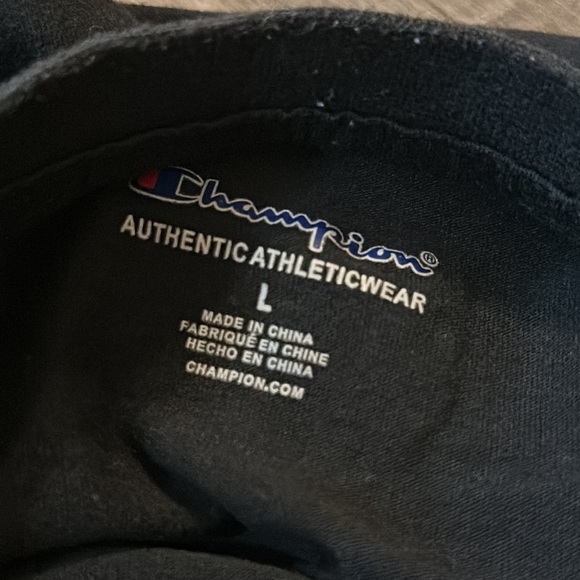 Champion®
AUTHENTIC ATHLETICWEAR
L
MADE IN CHINA
FABRIQUÉ EN CHINE
HECHO EN CHINA
CHAMPION.COM